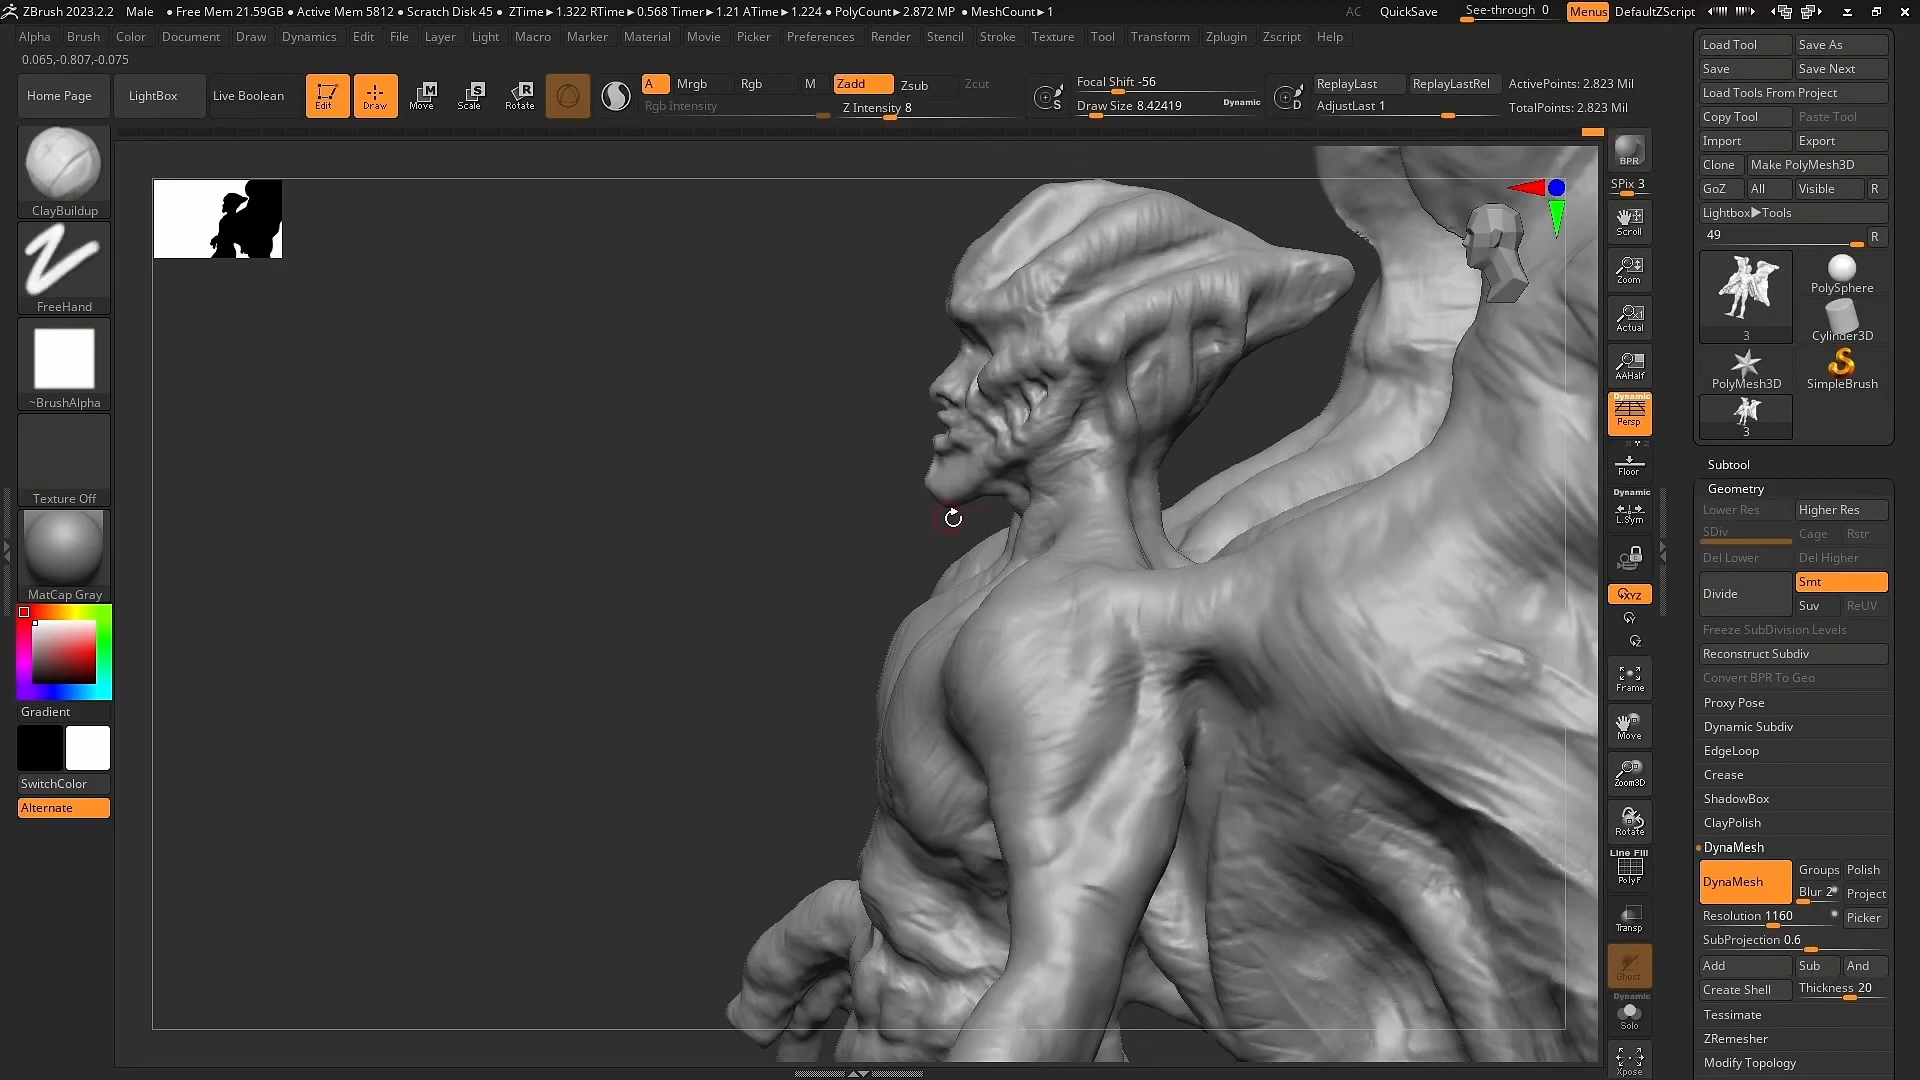 ZBrush 2023.2.2 Male ● Free Mem 21.59GB ● Active Mem 5812 ● Scratch Disk 45 ● ZTime►1.322 RTime►0.568 Timer►1.21 ATime►1.224 ● PolyCount►2.872 MP ● MeshCount►1 AC QuickSave See-through 0 Menus DefaultZScript
Alpha Brush Color Document Draw Dynamics Edit File Layer Light Macro Marker Material Movie Picker Preferences Render Stencil Stroke Texture Tool Transform Zplugin Zscript Help
0.065,-0.807,-0.075
Home Page LightBox Live Boolean Edit Draw Move Scale Rotate
A Mrgb Rgb M Zadd Zsub Zcut
Rgb Intensity Z Intensity 8
S Focal Shift -56
Draw Size 8.42419 Dynamic
D ReplayLast ReplayLastRel ActivePoints: 2.823 Mil
AdjustLast 1 TotalPoints: 2.823 Mil
ClayBuildup
FreeHand
~BrushAlpha
Texture Off
MatCap Gray
Gradient
SwitchColor
Alternate
BPR
SPix 3
Scroll
Zoom
Actual
AAHalf
Dynamic
Persp
Floor
Dynamic
L.Sym
XYZ
Y
Z
Frame
Move
Zoom3D
Rotate
Line Fill
PolyF
Transp
Ghost
Dynamic
Solo
Xpose
Load Tool Save As
Save Save Next
Load Tools From Project
Copy Tool Paste Tool
Import Export
Clone Make PolyMesh3D
GoZ All Visible R
Lightbox►Tools
49 R
3 PolySphere
Cylinder3D
PolyMesh3D SimpleBrush
3
Subtool
Geometry
Lower Res Higher Res
SDiv Cage Rstr
Del Lower Del Higher
Divide Smt
Suv ReUV
Freeze SubDivision Levels
Reconstruct Subdiv
Convert BPR To Geo
Proxy Pose
Dynamic Subdiv
EdgeLoop
Crease
ShadowBox
ClayPolish
DynaMesh
DynaMesh Groups Polish
Blur 2 Project
Resolution 1160 Picker
SubProjection 0.6
Add Sub And
Create Shell Thickness 20
Tessimate
ZRemesher
Modify Topology